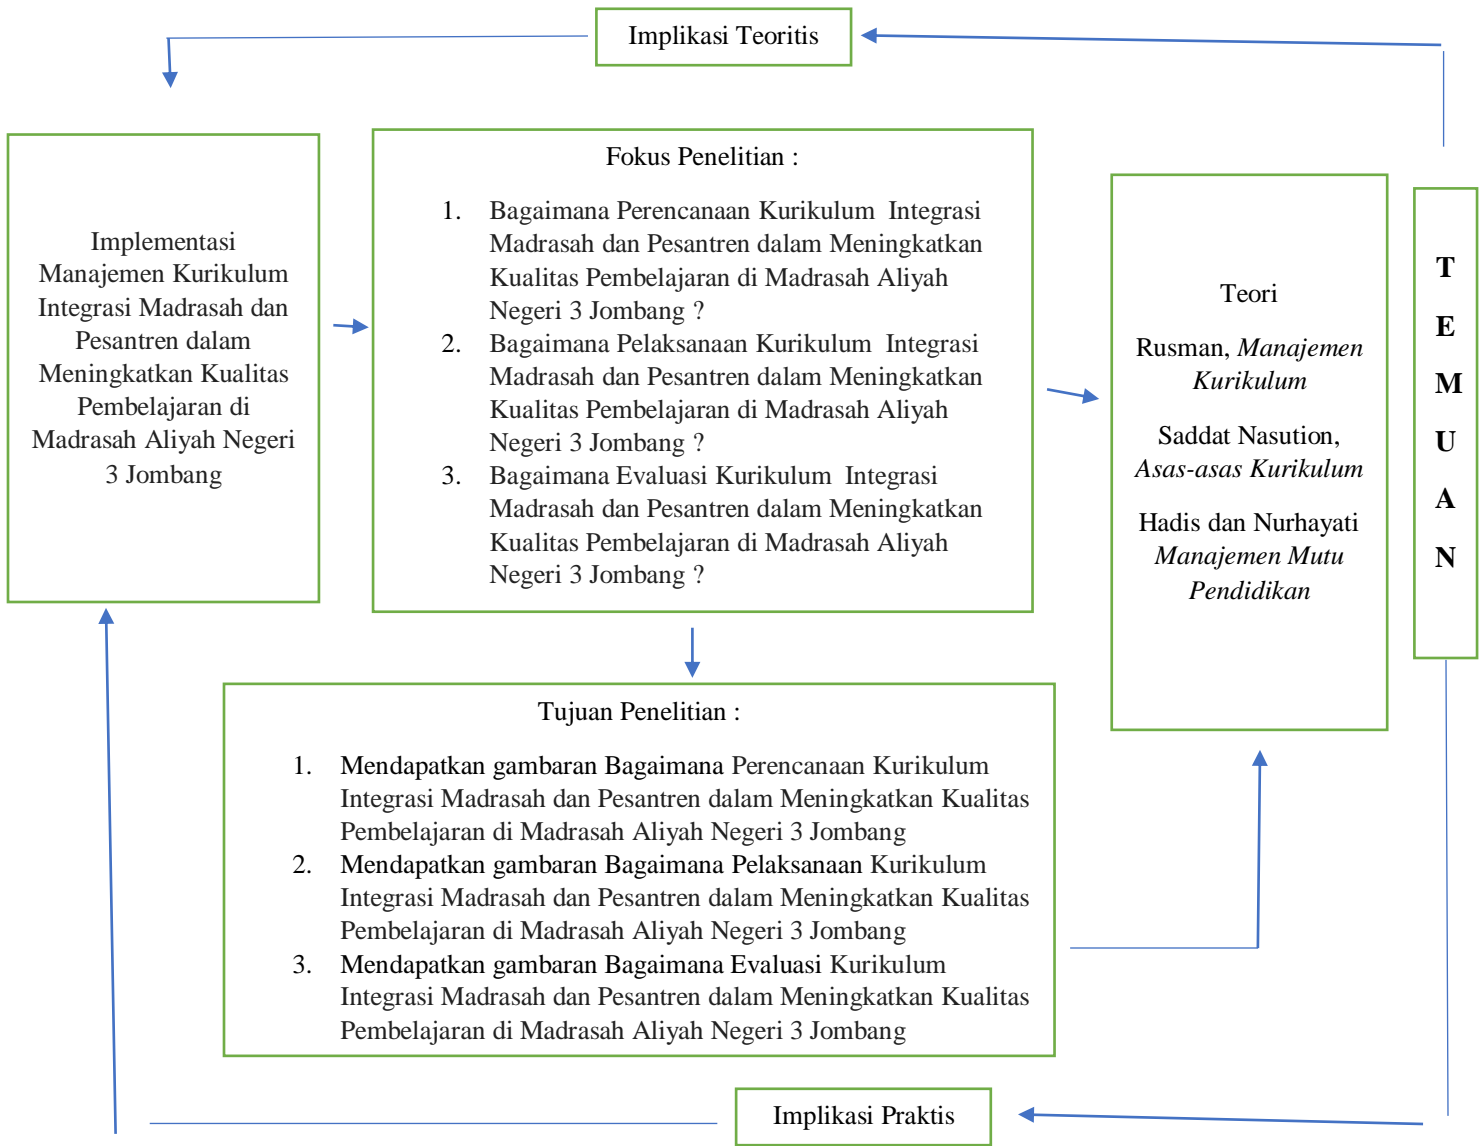 Implikasi Teoritis
Implementasi
Manajemen Kurikulum
Integrasi Madrasah dan
Pesantren dalam
Meningkatkan Kualitas
Pembelajaran di
Madrasah Aliyah Negeri
3 Jombang
Fokus Penelitian :
1. Bagaimana Perencanaan Kurikulum Integrasi
Madrasah dan Pesantren dalam Meningkatkan
Kualitas Pembelajaran di Madrasah Aliyah
Negeri 3 Jombang ?
2. Bagaimana Pelaksanaan Kurikulum Integrasi
Madrasah dan Pesantren dalam Meningkatkan
Kualitas Pembelajaran di Madrasah Aliyah
Negeri 3 Jombang ?
3. Bagaimana Evaluasi Kurikulum Integrasi
Madrasah dan Pesantren dalam Meningkatkan
Kualitas Pembelajaran di Madrasah Aliyah
Negeri 3 Jombang ?
Teori
Rusman, Manajemen
Kurikulum
Saddat Nasution,
Asas-asas Kurikulum
Hadis dan Nurhayati
Manajemen Mutu
Pendidikan
T
E
M
U
A
N
Tujuan Penelitian :
1. Mendapatkan gambaran Bagaimana Perencanaan Kurikulum
Integrasi Madrasah dan Pesantren dalam Meningkatkan Kualitas
Pembelajaran di Madrasah Aliyah Negeri 3 Jombang
2. Mendapatkan gambaran Bagaimana Pelaksanaan Kurikulum
Integrasi Madrasah dan Pesantren dalam Meningkatkan Kualitas
Pembelajaran di Madrasah Aliyah Negeri 3 Jombang
3. Mendapatkan gambaran Bagaimana Evaluasi Kurikulum
Integrasi Madrasah dan Pesantren dalam Meningkatkan Kualitas
Pembelajaran di Madrasah Aliyah Negeri 3 Jombang
Implikasi Praktis